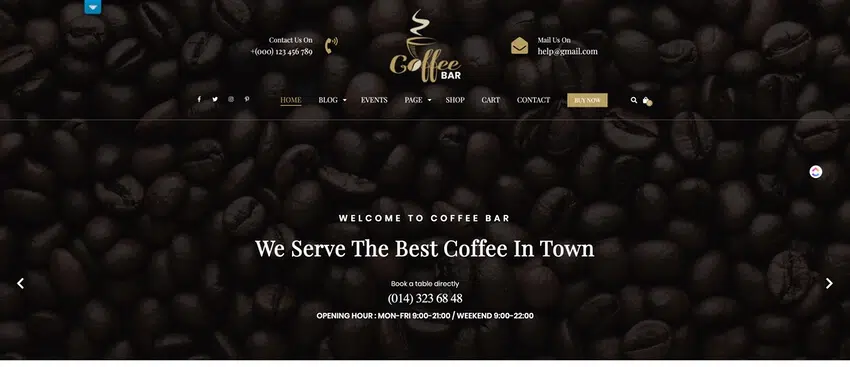 Contact Us On
+(000) 123 456 789
Coffee
BAR
Mail Us On
help@gmail.com
HOME
BLOG
EVENTS
PAGE
SHOP
CART
CONTACT
BUY NOW
WELCOME TO COFFEE BAR
We Serve The Best Coffee In Town
Book a table directly
(014) 323 68 48
OPENING HOUR : MON-FRI 9:00-21:00 / WEEKEND 9:00-22:00